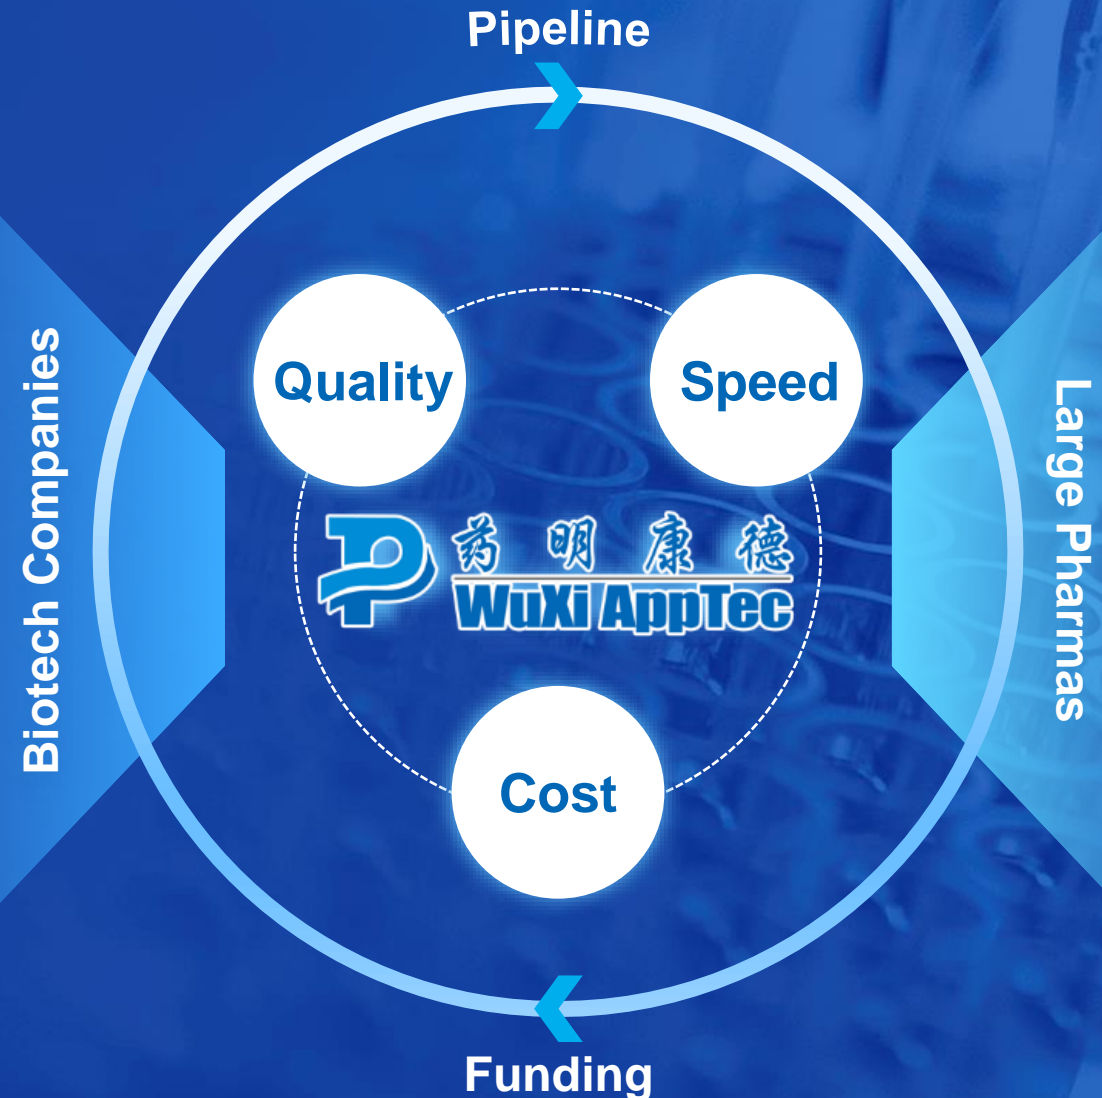 Pipeline
Quality
Speed
Biotech Companies
Large Pharmas
药明康德
WuXi AppTec
Cost
Funding